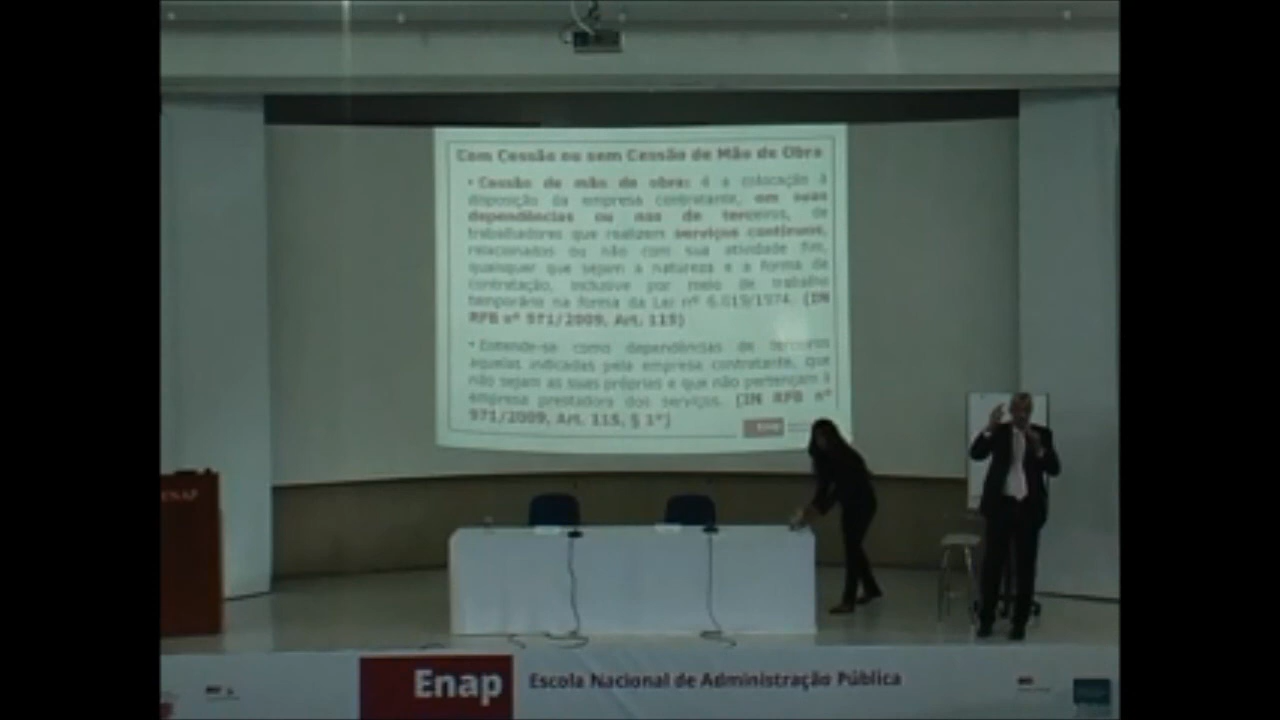 Com Cessão ou sem Cessão de Mão de Obra
• Cessão de mão de obra: é a colocação à
disposição da empresa contratante, em suas
dependências ou nas de terceiros, de
trabalhadores que realizem serviços contínuos,
relacionados ou não com sua atividade fim,
quaisquer que sejam a natureza e a forma de
contratação, inclusive por meio de trabalho
temporário na forma da Lei nº 6.019/1974. (IN
RFB nº 971/2009, Art. 115)
• Entende-se como dependências de terceiros
aquelas indicadas pela empresa contratante, que
não sejam as suas próprias e que não pertençam à
empresa prestadora dos serviços. (IN RFB nº
971/2009, Art. 115, § 1º)
Enap
ENAP
Enap Escola Nacional de Administração Pública